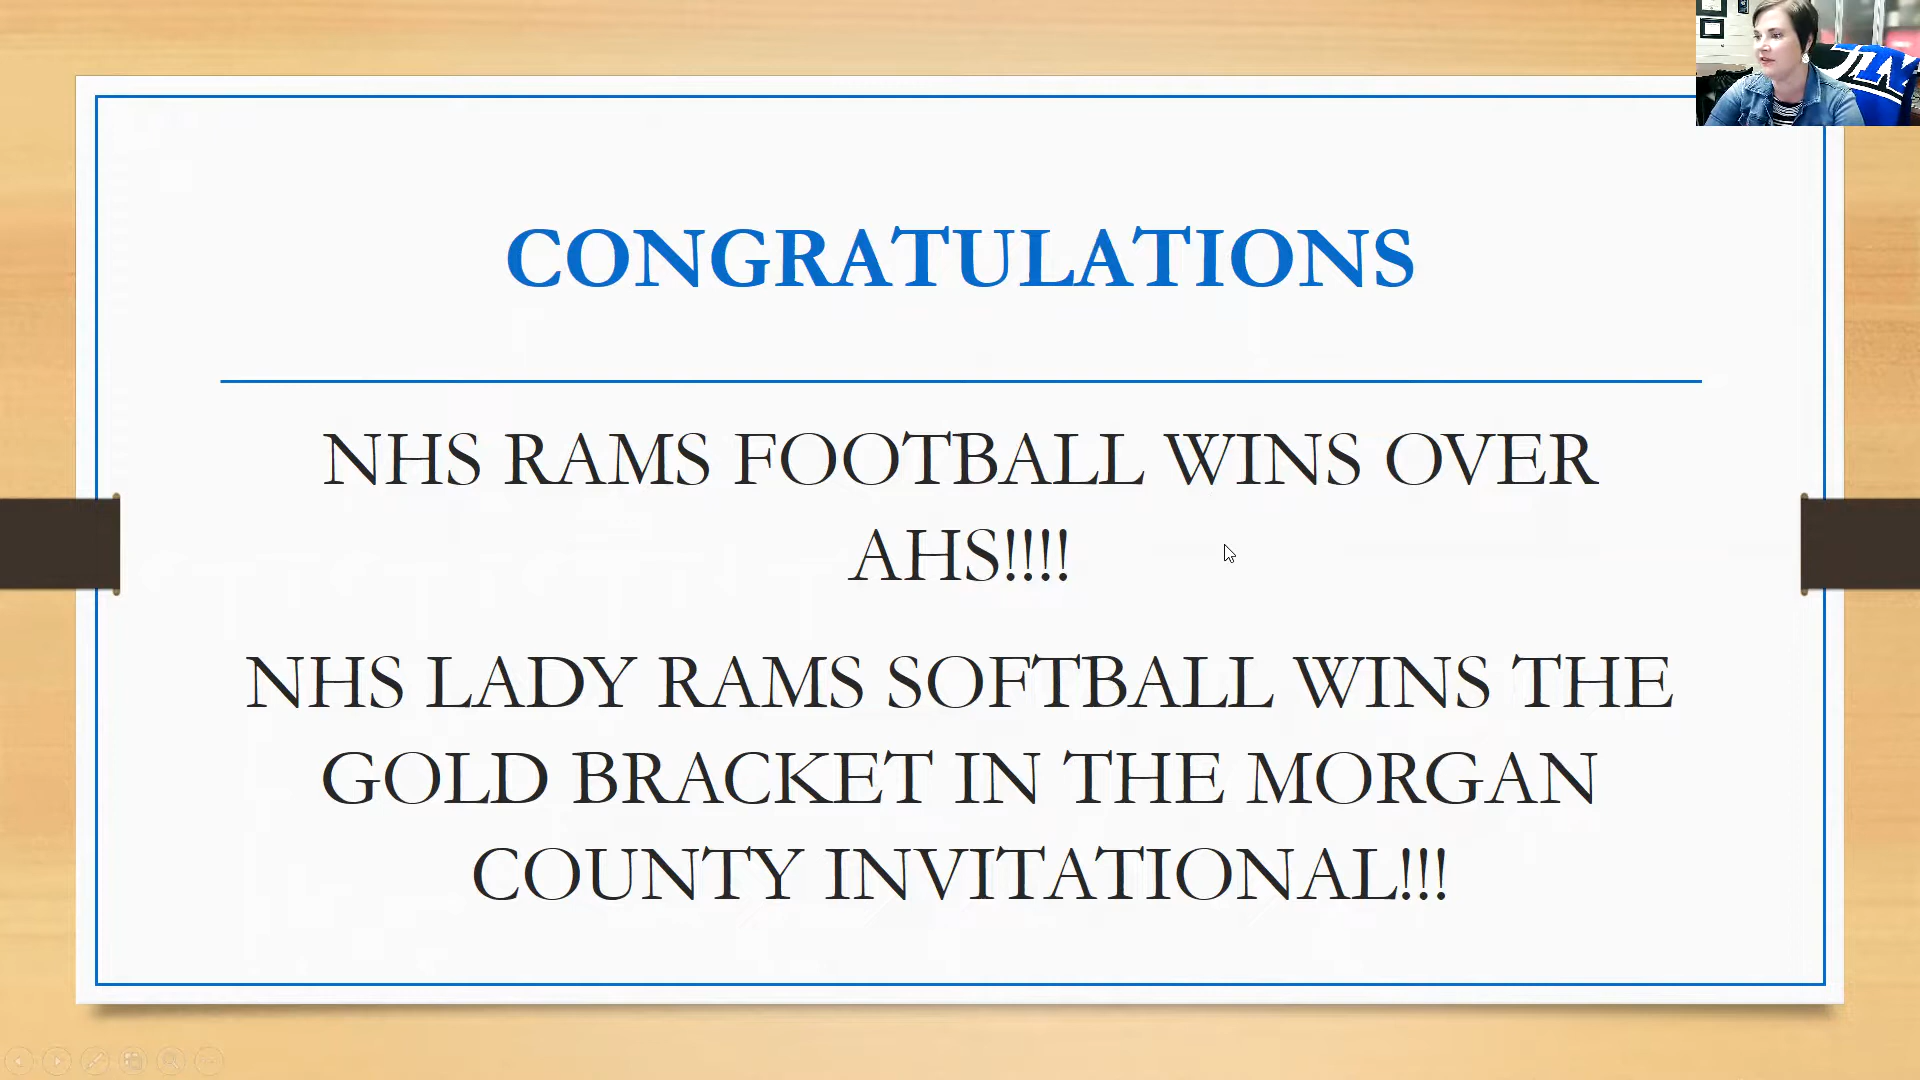 CONGRATULATIONS
NHS RAMS FOOTBALL WINS OVER
AHS!!!!
NHS LADY RAMS SOFTBALL WINS THE
GOLD BRACKET IN THE MORGAN
COUNTY INVITATIONAL!!!